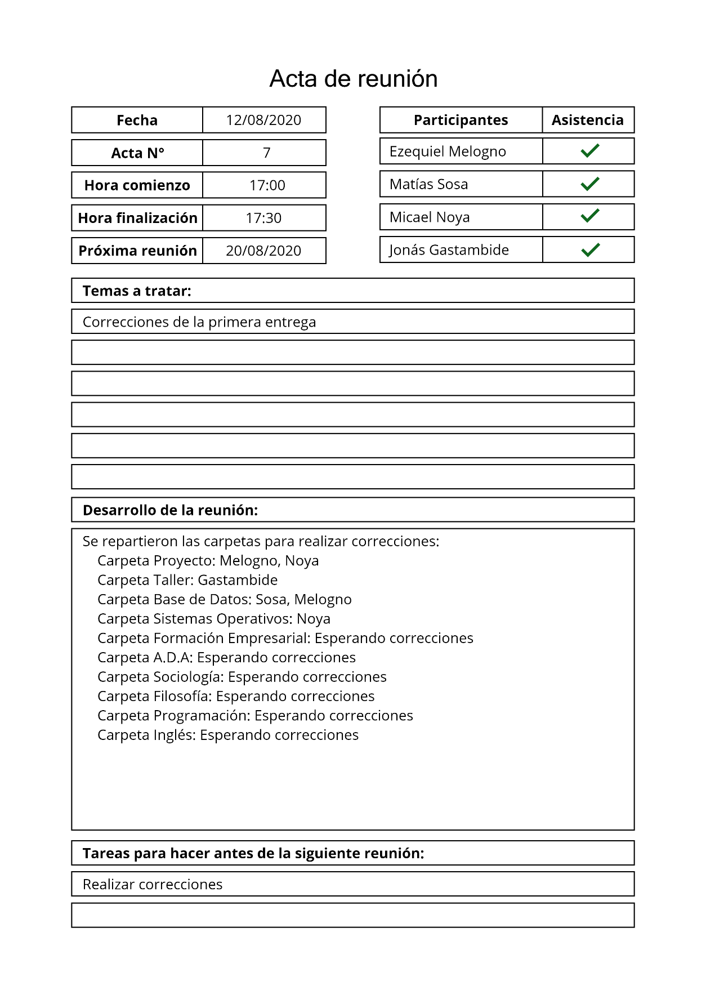 Acta de reunión
Fecha 12/08/2020
Acta N° 7
Hora comienzo 17:00
Hora finalización 17:30
Próxima reunión 20/08/2020
Participantes Asistencia
Ezequiel Melogno ✓
Matías Sosa ✓
Micael Noya ✓
Jonás Gastambide ✓
Temas a tratar:
Correcciones de la primera entrega
Desarrollo de la reunión:
Se repartieron las carpetas para realizar correcciones:
Carpeta Proyecto: Melogno, Noya
Carpeta Taller: Gastambide
Carpeta Base de Datos: Sosa, Melogno
Carpeta Sistemas Operativos: Noya
Carpeta Formación Empresarial: Esperando correcciones
Carpeta A.D.A: Esperando correcciones
Carpeta Sociología: Esperando correcciones
Carpeta Filosofía: Esperando correcciones
Carpeta Programación: Esperando correcciones
Carpeta Inglés: Esperando correcciones
Tareas para hacer antes de la siguiente reunión:
Realizar correcciones